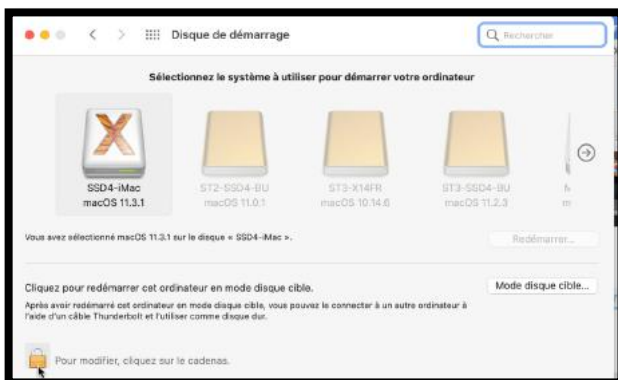 Disque de démarrage
Rechercher
Sélectionnez le système à utiliser pour démarrer votre ordinateur
SSD4-iMac
macOS 11.3.1
ST2-SSD4-BU
macOS 11.0.1
ST3-X14FR
macOS 10.14.6
ST3-SSD4-BU
macOS 11.2.3
Vous avez sélectionné macOS 11.3.1 sur le disque « SSD4-iMac ».
Redémarrer...
Cliquez pour redémarrer cet ordinateur en mode disque cible.
Mode disque cible...
Après avoir redémarré cet ordinateur en mode disque cible, vous pouvez le connecter à un autre ordinateur à
l'aide d'un câble Thunderbolt et l'utiliser comme disque dur.
Pour modifier, cliquez sur le cadenas.